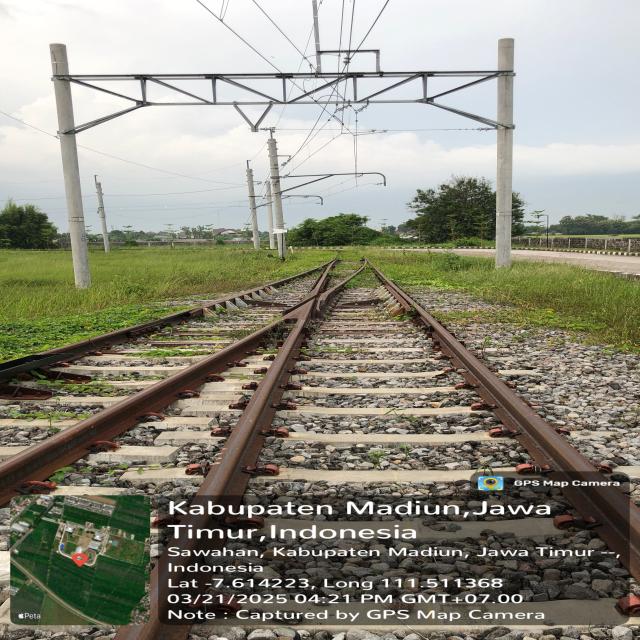 GPS Map Camera
Kabupaten Madiun,Jawa
Timur,Indonesia
Sawahan, Kabupaten Madiun, Jawa Timur --,
Indonesia
Lat -7.614223, Long 111.511368
03/21/2025 04:21 PM GMT+07.00
Note : Captured by GPS Map Camera
Peta